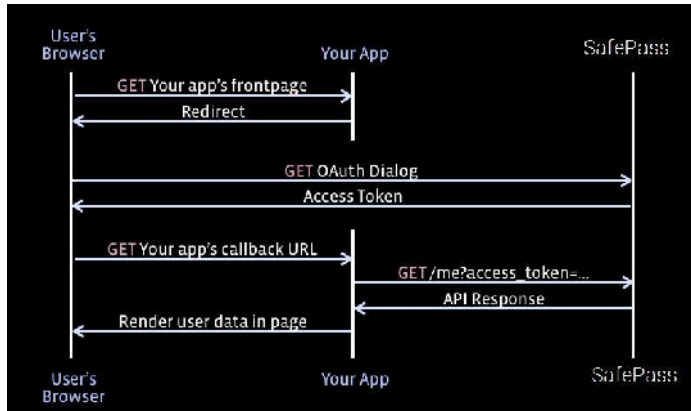 User's
Browser
Your App
SafePass
GET Your app's frontpage
Redirect
GET OAuth Dialog
Access Token
GET Your app's callback URL
GET /me?access_token=...
API Response
Render user data in page
User's
Browser
Your App
SafePass